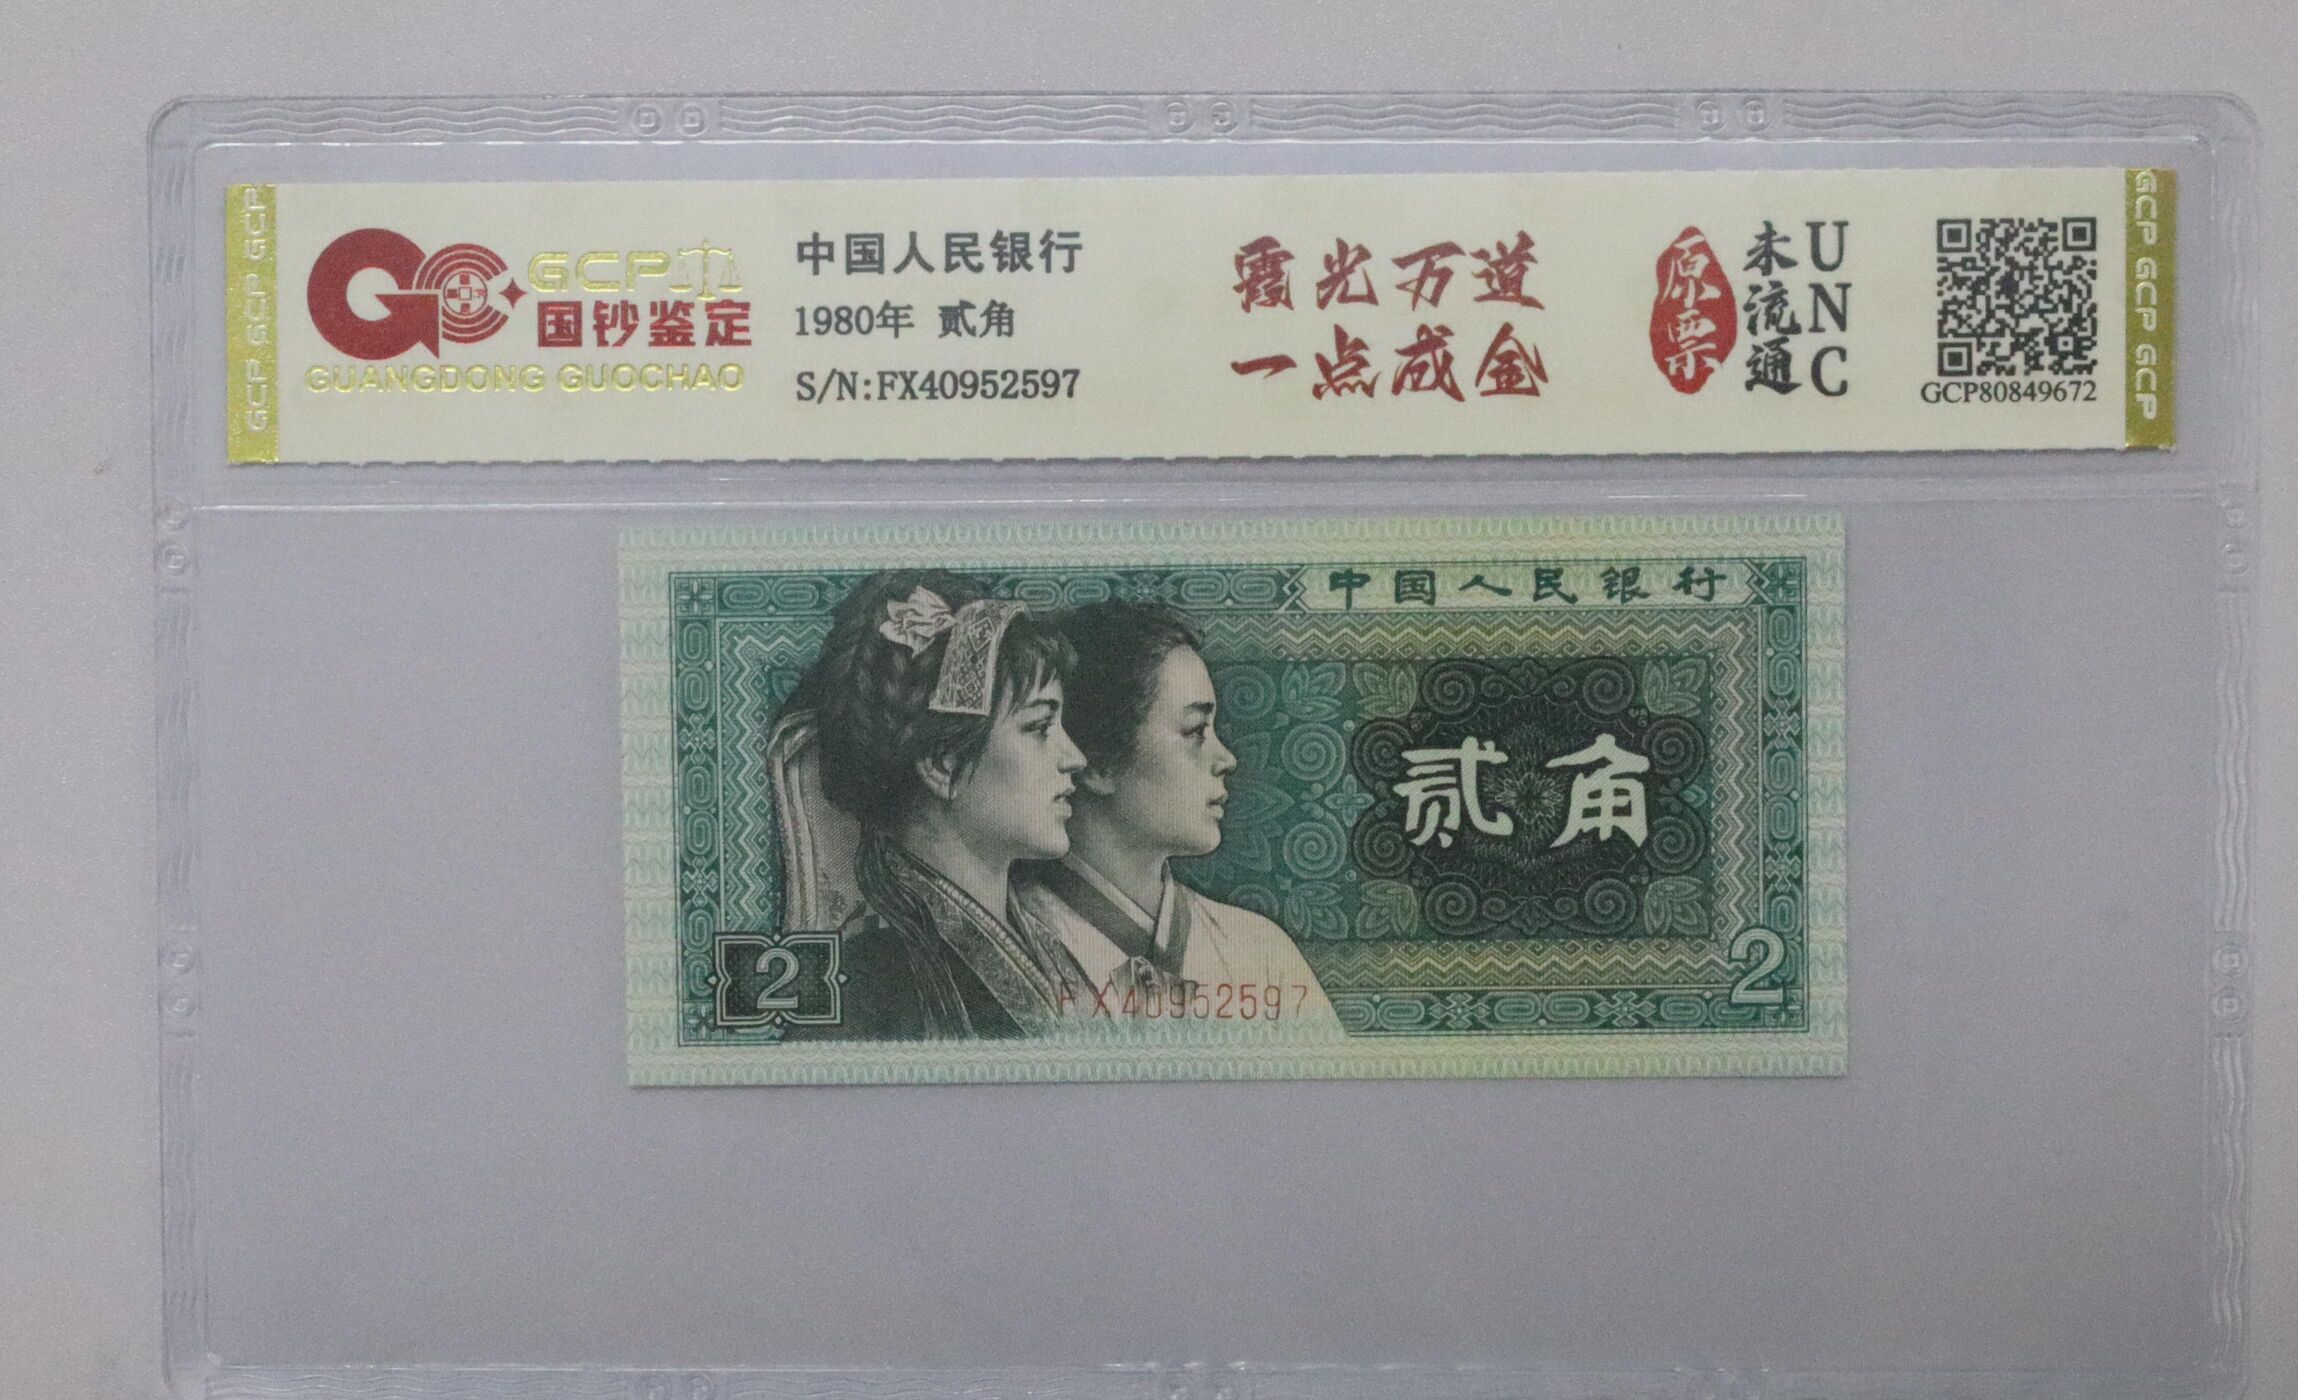 GCP GCP GCP
GCP
国钞鉴定
GUANGDONG GUOCHAO
中国人民银行
1980年 贰角
S/N:FX40952597
霞光万道
一点成金
原票
未流通
UNC
GCP80849672
GCP GCP GCP
中国人民银行
贰角
2
FX40952597
2